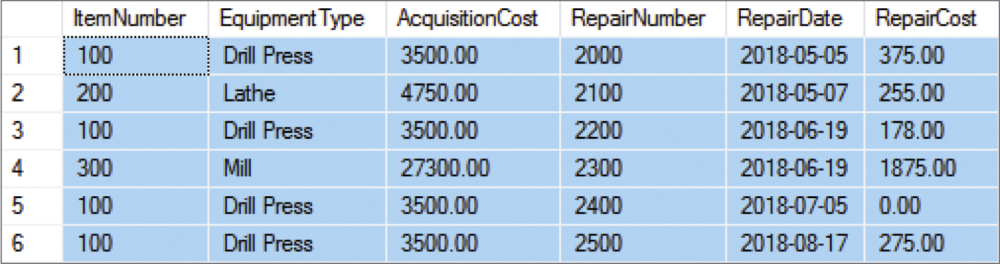 ItemNumber EquipmentType AcquisitionCost RepairNumber RepairDate RepairCost
1 100 Drill Press 3500.00 2000 2018-05-05 375.00
2 200 Lathe 4750.00 2100 2018-05-07 255.00
3 100 Drill Press 3500.00 2200 2018-06-19 178.00
4 300 Mill 27300.00 2300 2018-06-19 1875.00
5 100 Drill Press 3500.00 2400 2018-07-05 0.00
6 100 Drill Press 3500.00 2500 2018-08-17 275.00